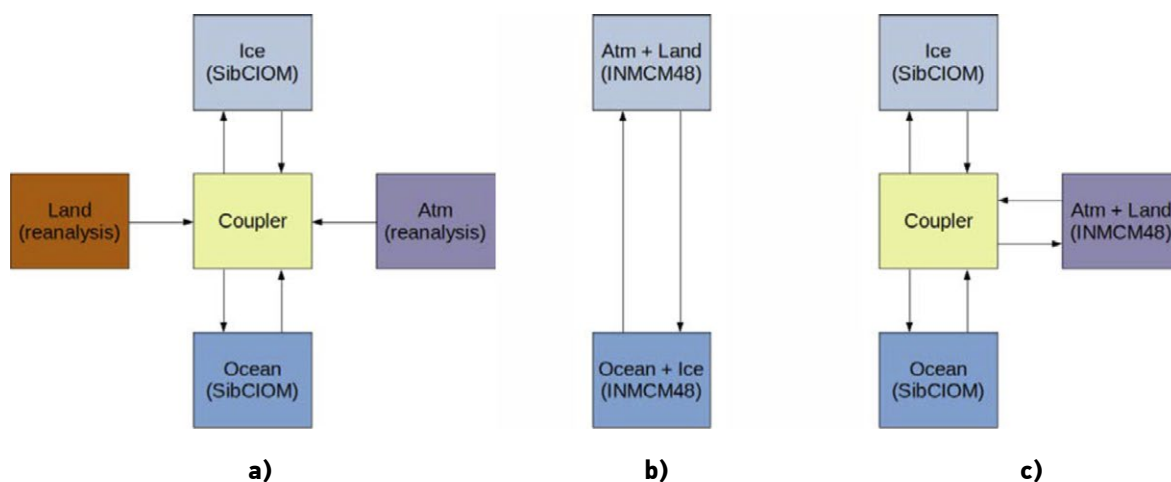 Ice
(SibCIOM)
Land
(reanalysis)
Coupler
Atm
(reanalysis)
Ocean
(SibCIOM)
a)
Atm + Land
(INMCM48)
Ocean + Ice
(INMCM48)
b)
Ice
(SibCIOM)
Coupler
Atm + Land
(INMCM48)
Ocean
(SibCIOM)
c)